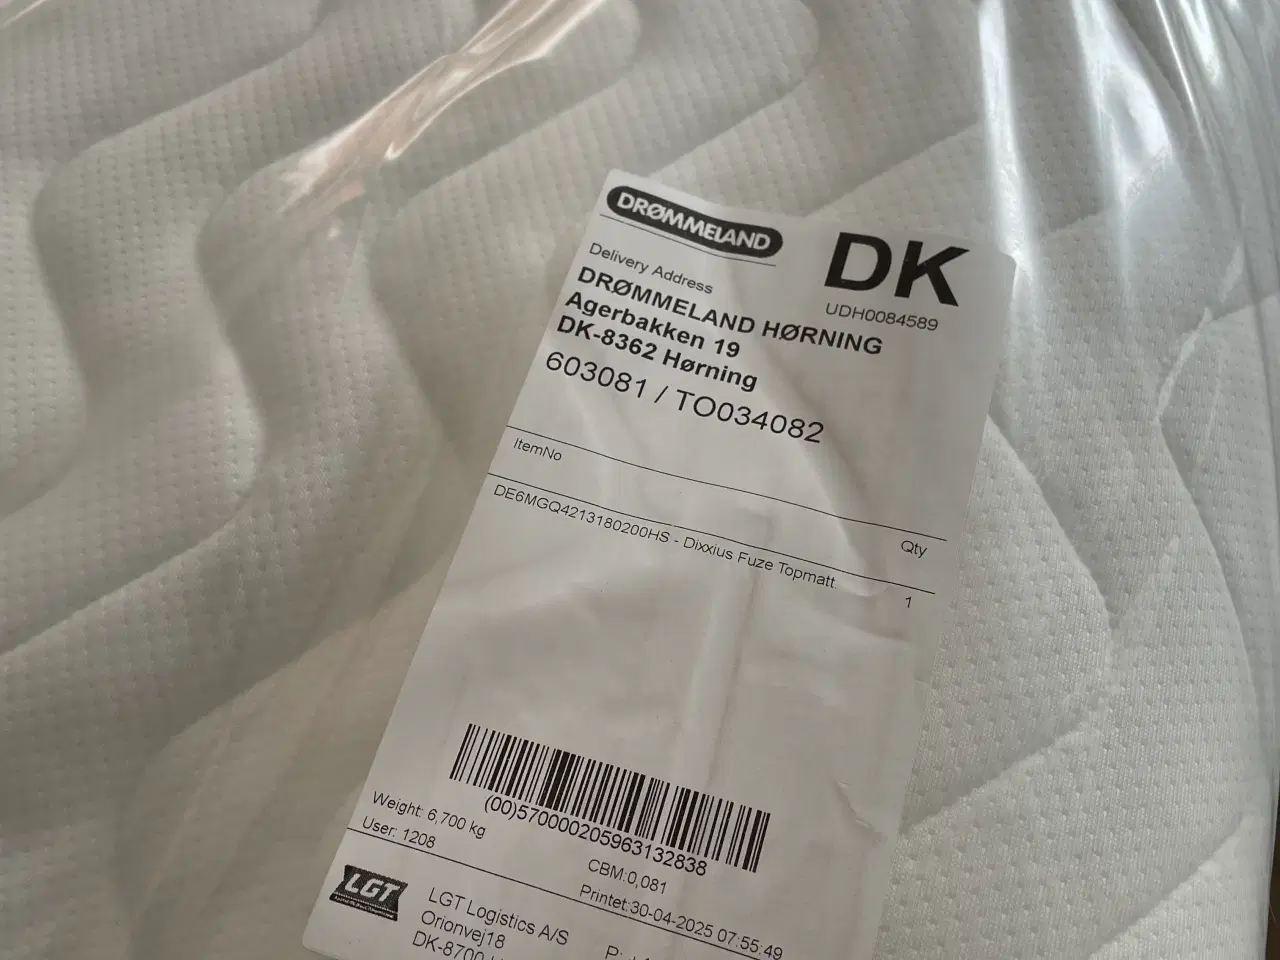 DRØMMELAND
DK
UDH0084589
Delivery Address
DRØMMELAND HØRNING
Agerbakken 19
DK-8362 Hørning
603081 / TO034082
ItemNo
Qty
DE6MGQ4213180200HS - Dixxius Fuze Topmatt.
1
(00)570000205963132838
Weight: 6,700 kg
CBM:0,081
User: 1208
Printet:30-04-2025 07:55:49
LGT
LGT Logistics A/S
Orionvej18
DK-8700